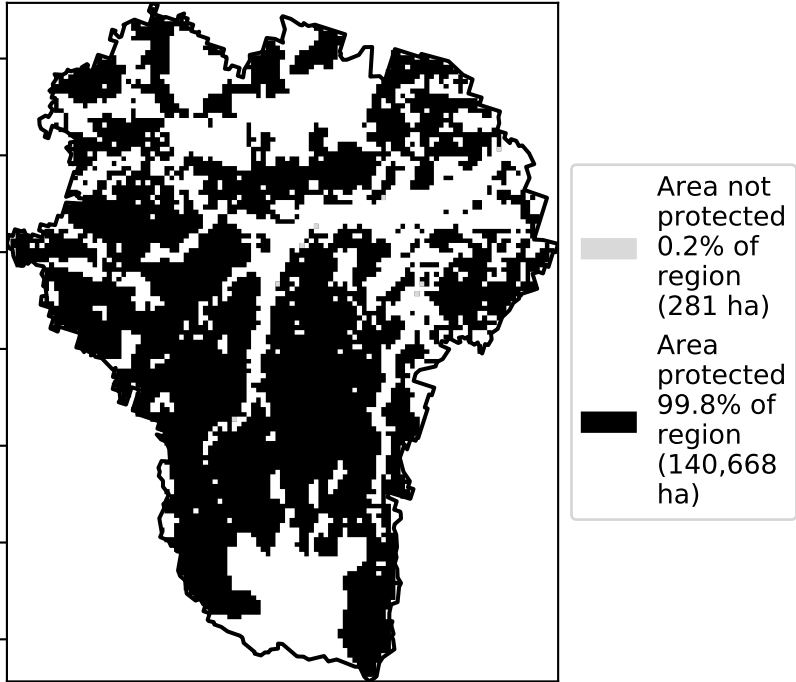 Area not
protected
0.2% of
region
(281 ha)
Area
protected
99.8% of
region
(140,668
ha)